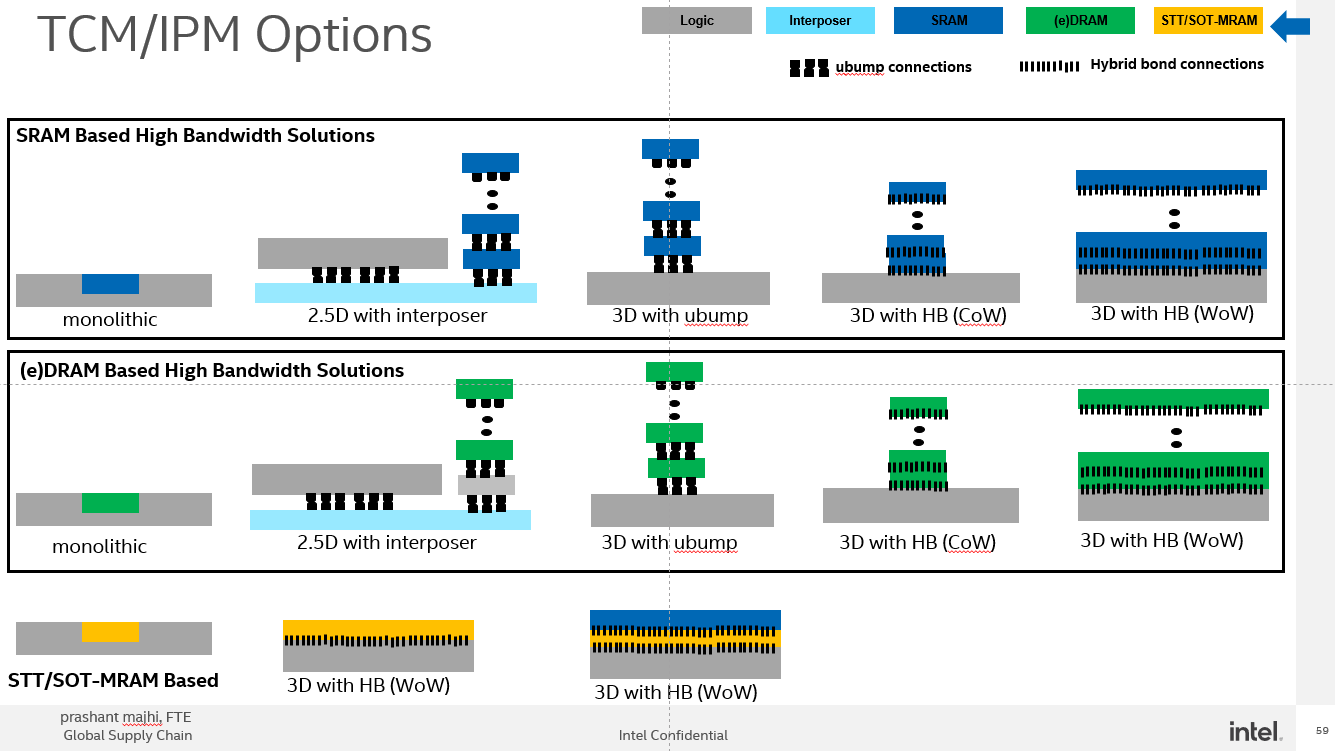 TCM/IPM Options
Logic
Interposer
SRAM
(e)DRAM
STT/SOT-MRAM
ubump connections
Hybrid bond connections
SRAM Based High Bandwidth Solutions
monolithic
2.5D with interposer
3D with ubump
3D with HB (CoW)
3D with HB (WoW)
(e)DRAM Based High Bandwidth Solutions
monolithic
2.5D with interposer
3D with ubump
3D with HB (CoW)
3D with HB (WoW)
STT/SOT-MRAM Based
3D with HB (WoW)
3D with HB (WoW)
prashant majhi, FTE
Global Supply Chain
Intel Confidential
intel.
59